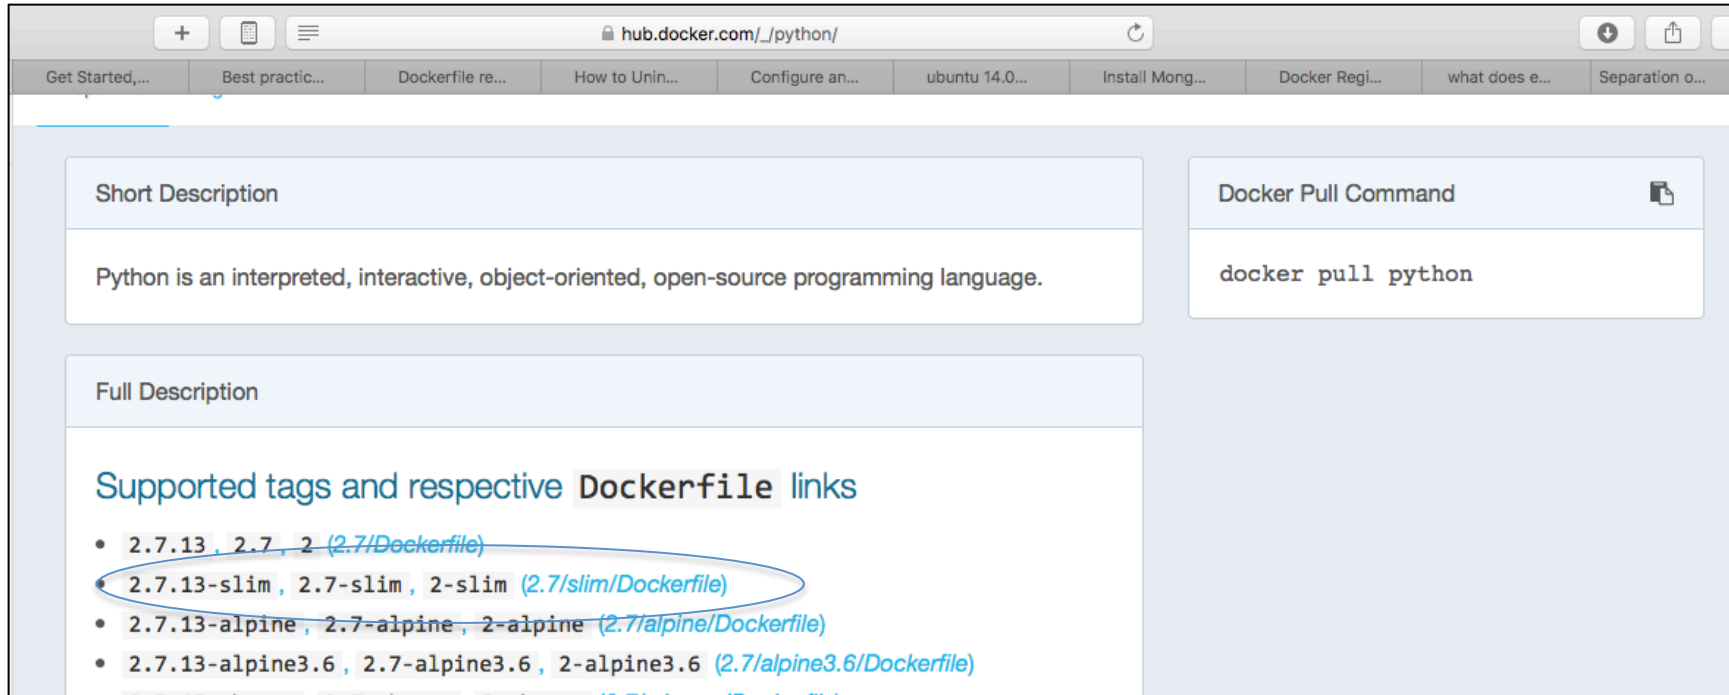 hub.docker.com/_/python/
Get Started,... Best practic... Dockerfile re... How to Unin... Configure an... ubuntu 14.0... Install Mong... Docker Regi... what does e... Separation o...
Short Description
Docker Pull Command
Python is an interpreted, interactive, object-oriented, open-source programming language.
docker pull python
Full Description
Supported tags and respective Dockerfile links
• 2.7.13, 2.7, 2 (2.7/Dockerfile)
• 2.7.13-slim, 2.7-slim, 2-slim (2.7/slim/Dockerfile)
• 2.7.13-alpine, 2.7-alpine, 2-alpine (2.7/alpine/Dockerfile)
• 2.7.13-alpine3.6, 2.7-alpine3.6, 2-alpine3.6 (2.7/alpine3.6/Dockerfile)